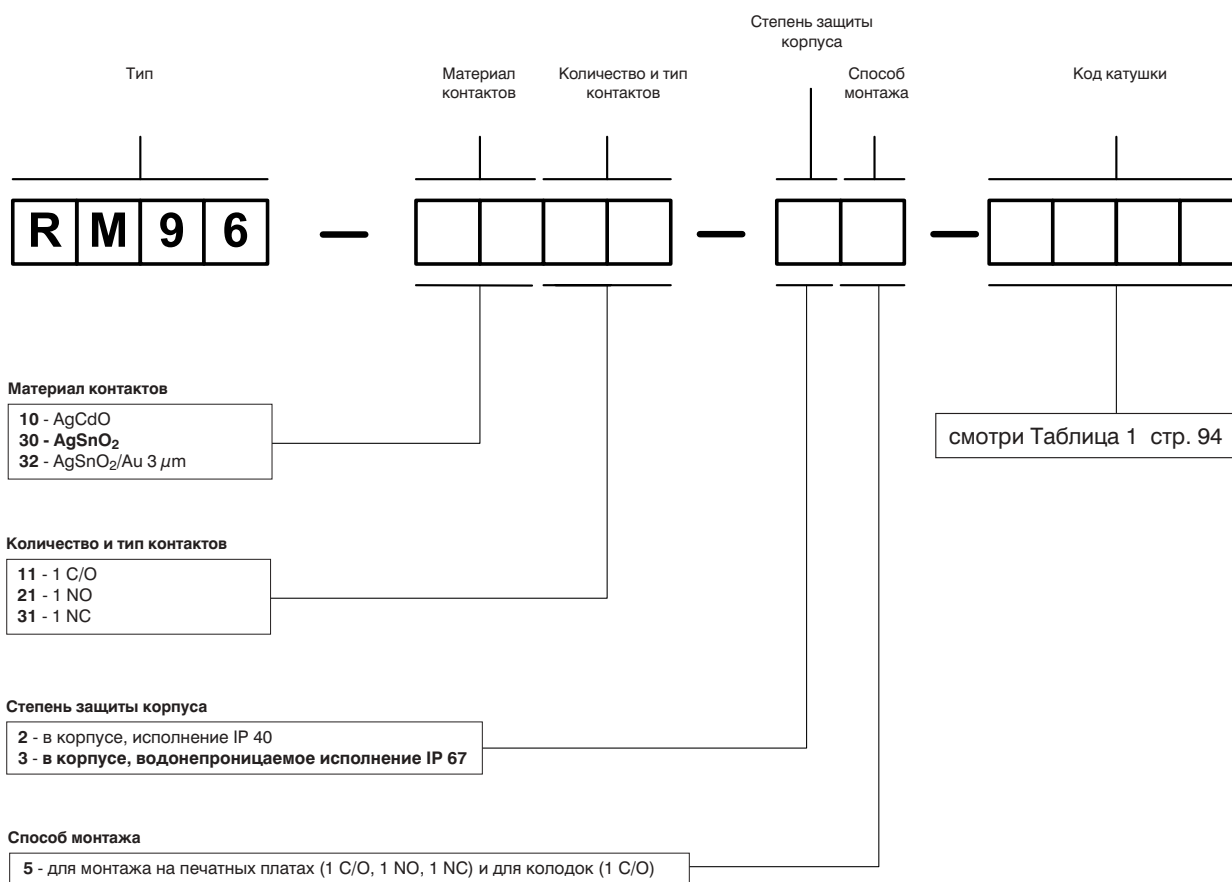 Степень защиты
корпуса
Тип
Материал
контактов
Количество и тип
контактов
Способ
монтажа
Код катушки
RM96 – – –
Материал контактов
10 - AgCdO
30 - AgSnO₂
32 - AgSnO₂/Au 3 µm
смотри Таблица 1 стр. 94
Количество и тип контактов
11 - 1 C/O
21 - 1 NO
31 - 1 NC
Степень защиты корпуса
2 - в корпусе, исполнение IP 40
3 - в корпусе, водонепроницаемое исполнение IP 67
Способ монтажа
5 - для монтажа на печатных платах (1 C/O, 1 NO, 1 NC) и для колодок (1 C/O)